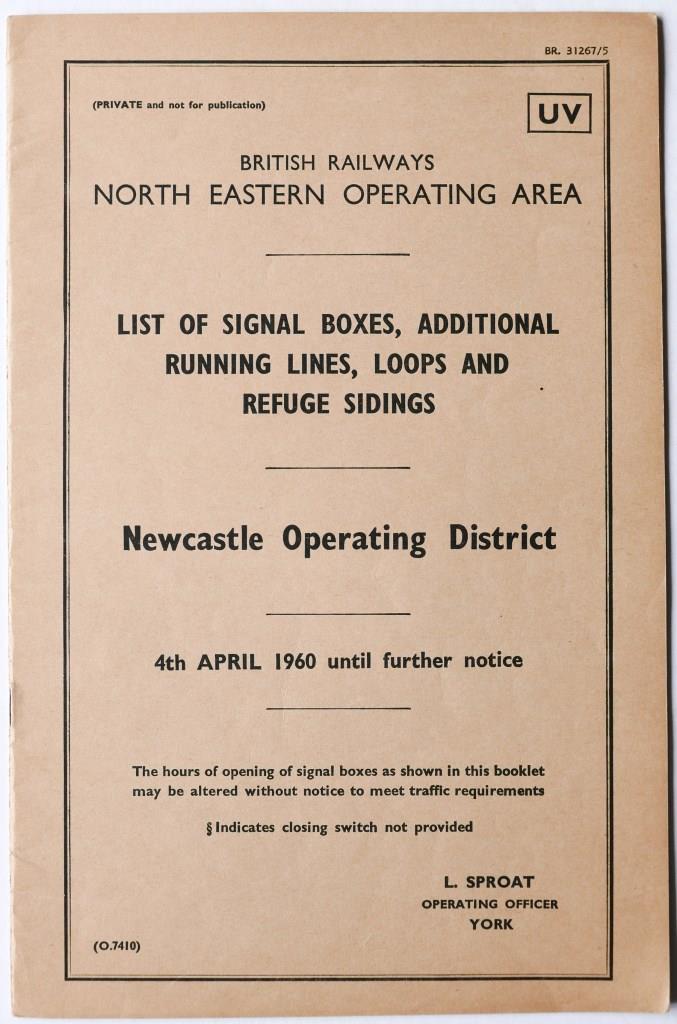 BR. 31267/5
(PRIVATE and not for publication)
UV
BRITISH RAILWAYS
NORTH EASTERN OPERATING AREA
LIST OF SIGNAL BOXES, ADDITIONAL
RUNNING LINES, LOOPS AND
REFUGE SIDINGS
Newcastle Operating District
4th APRIL 1960 until further notice
The hours of opening of signal boxes as shown in this booklet
may be altered without notice to meet traffic requirements
§ Indicates closing switch not provided
L. SPROAT
OPERATING OFFICER
YORK
(O.7410)